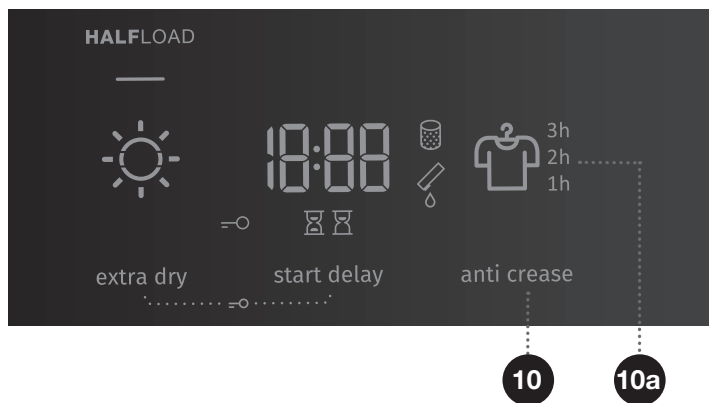 HALFLOAD
18:88
3h
2h
1h
extra dry
start delay
anti crease
10
10a